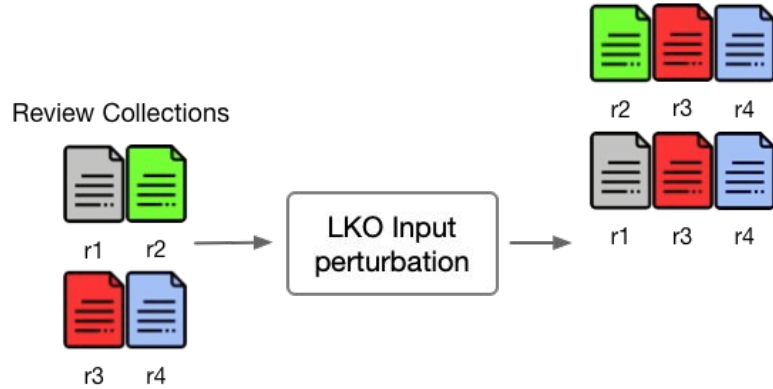 Review Collections
r1 r2
r3 r4
LKO Input
perturbation
r2 r3 r4
r1 r3 r4